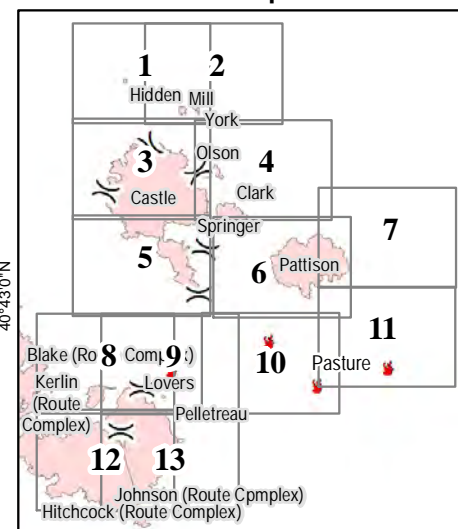 1
2
Hidden
Mill
York
3
Olson
4
Castle
Clark
7
Springer
5
6
Pattison
40°43'0"N
11
Blake (Ro
8
Comp
9
x)
10
Pasture
Kerlin
(Route
Complex)
Lovers
Pelletreau
12
13
Johnson (Route Cpmplex)
Hitchcock (Route Complex)